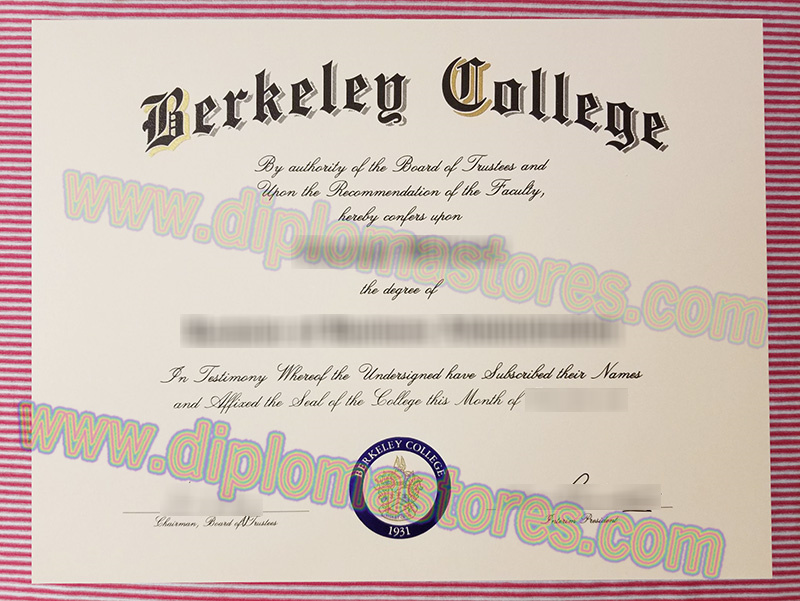 Berkeley College
By authority of the Board of Trustees and
Upon the Recommendation of the Faculty,
hereby confers upon
www.diplomastores.com
the degree of
In Testimony Whereof the Undersigned have Subscribed their Names
and Affixed the Seal of the College this Month of
www.diplomastores.com
BERKELEY COLLEGE
1931
Chairman, Board of Trustees
Interim President